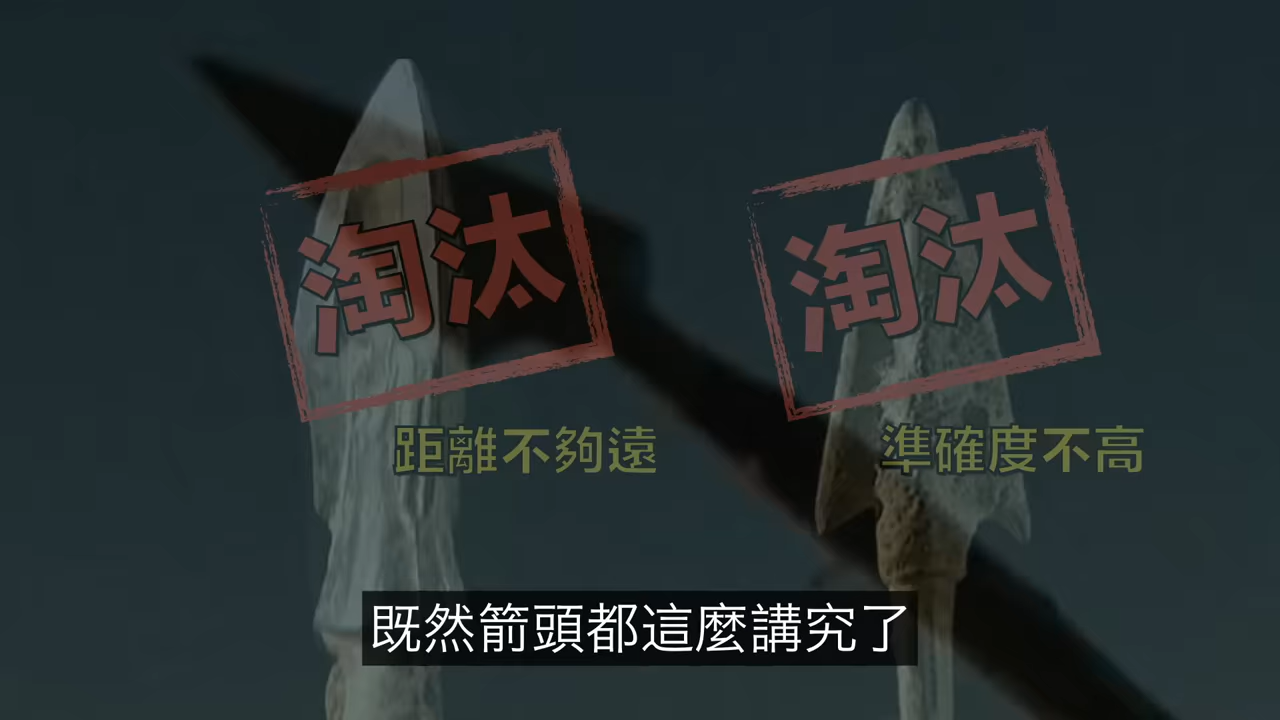 淘汰
淘汰
距離不夠遠
準確度不高
既然箭頭都這麼講究了